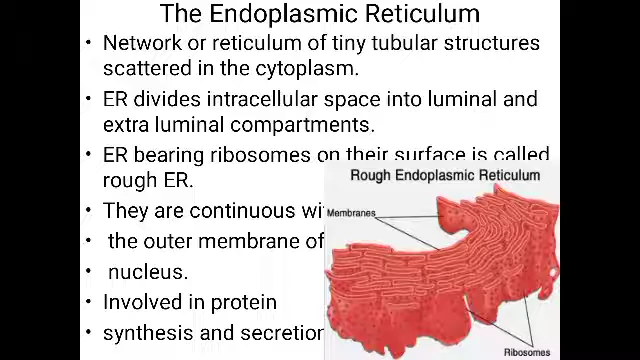 The Endoplasmic Reticulum
• Network or reticulum of tiny tubular structures
scattered in the cytoplasm.
• ER divides intracellular space into luminal and
extra luminal compartments.
• ER bearing ribosomes on their surface is called
rough ER.
• They are continuous wi
• the outer membrane of
• nucleus.
• Involved in protein
• synthesis and secretion
Rough Endoplasmic Reticulum
Membranes
Ribosomes